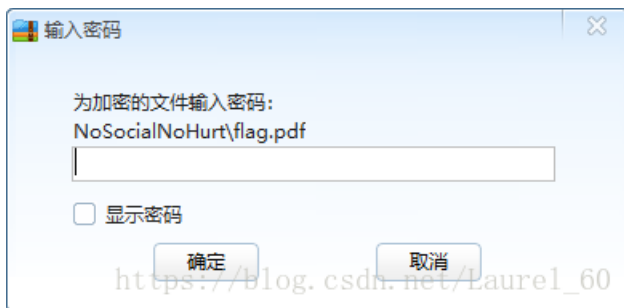 输入密码
为加密的文件输入密码:
NoSocialNoHurt\flag.pdf
显示密码
确定
取消
https://blog.csdn.net/Laurel_60